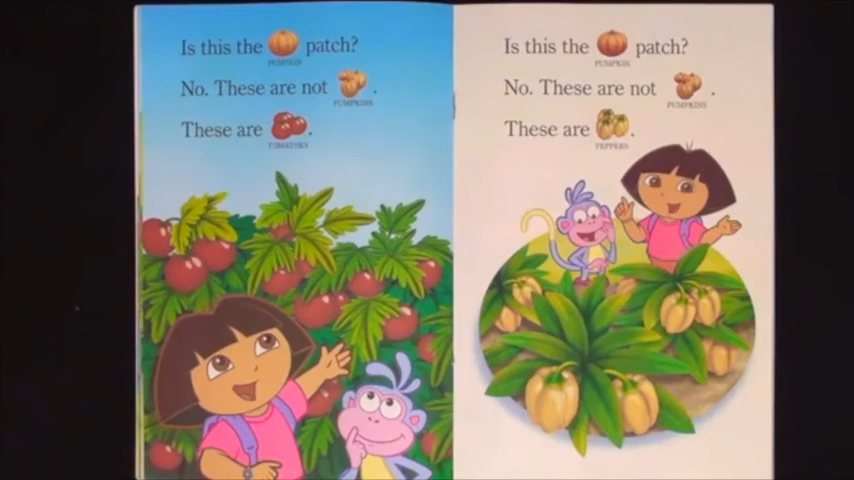 Is this the patch?
PUMPKIN
No. These are not .
PUMPKINS
These are .
TOMATOES
Is this the patch?
PUMPKIN
No. These are not .
PUMPKINS
These are .
PEPPERS